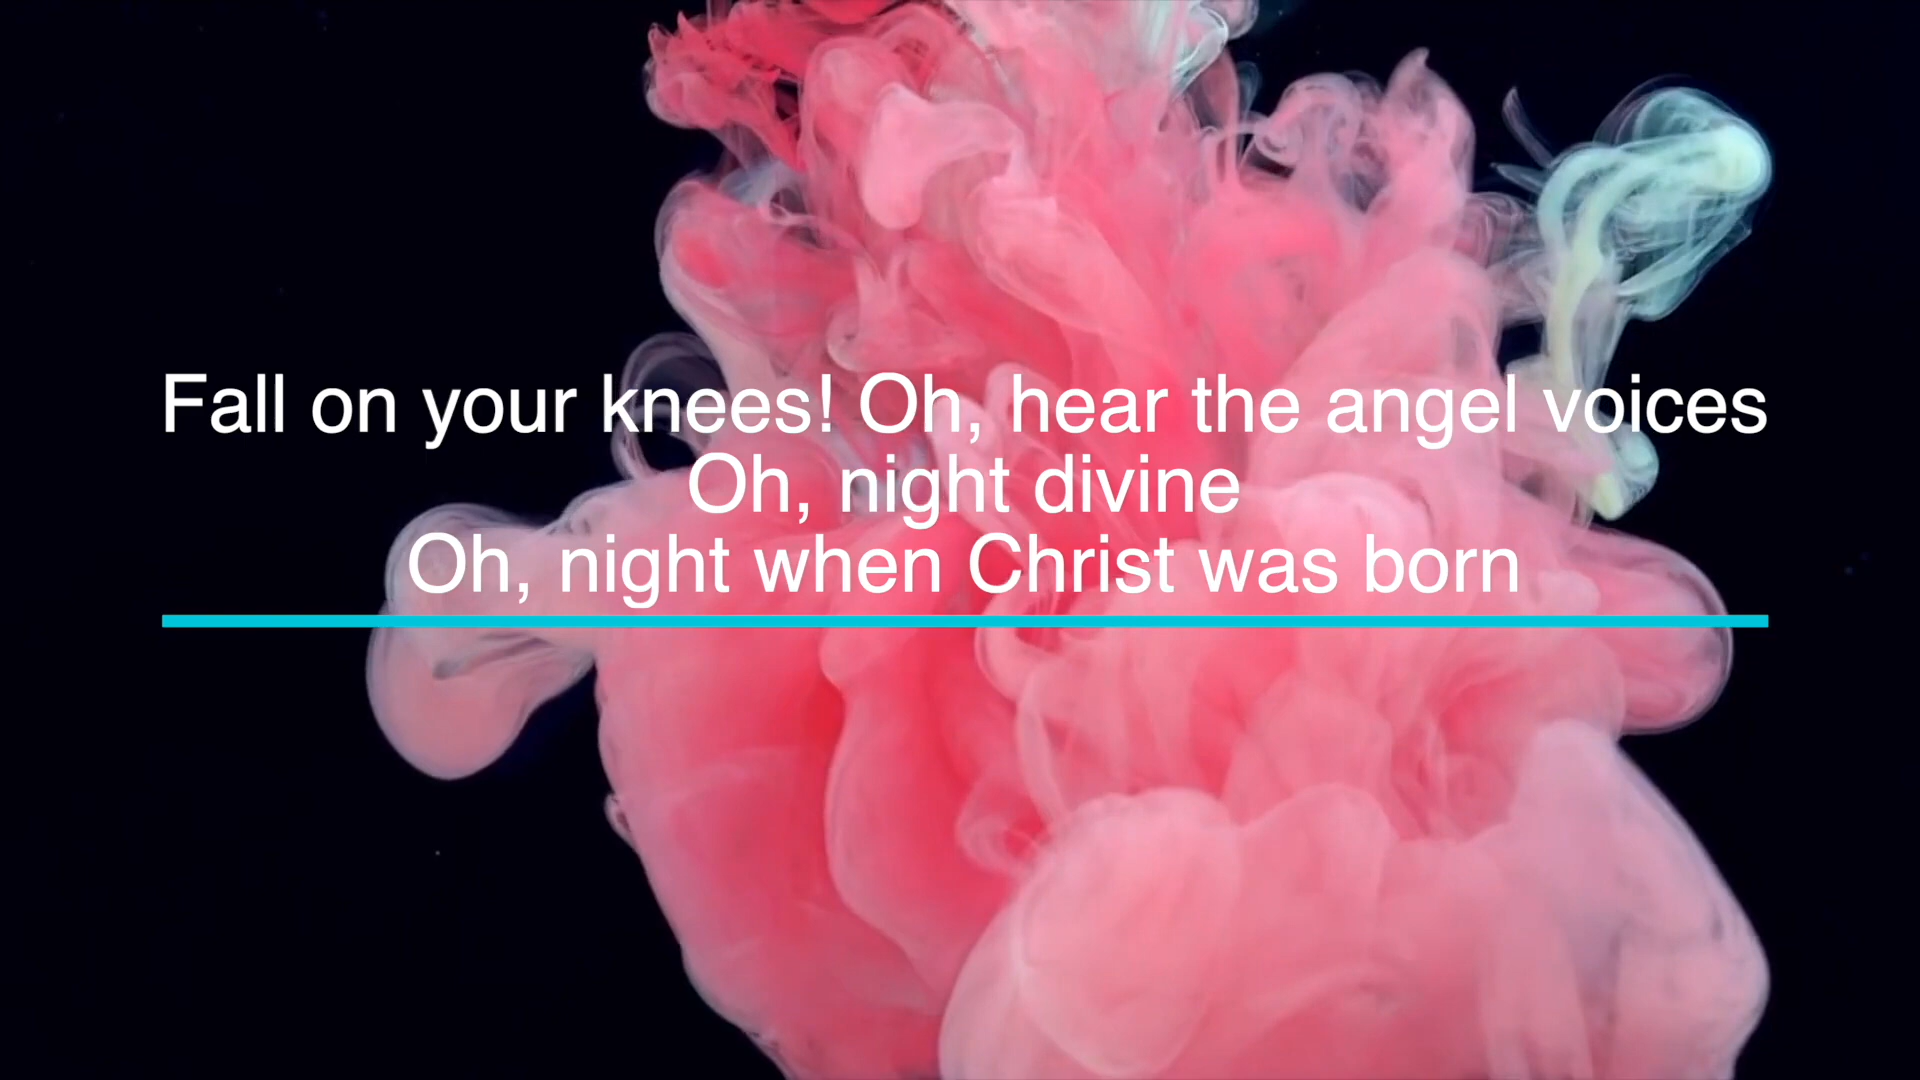 Fall on your knees! Oh, hear the angel voices
Oh, night divine
Oh, night when Christ was born